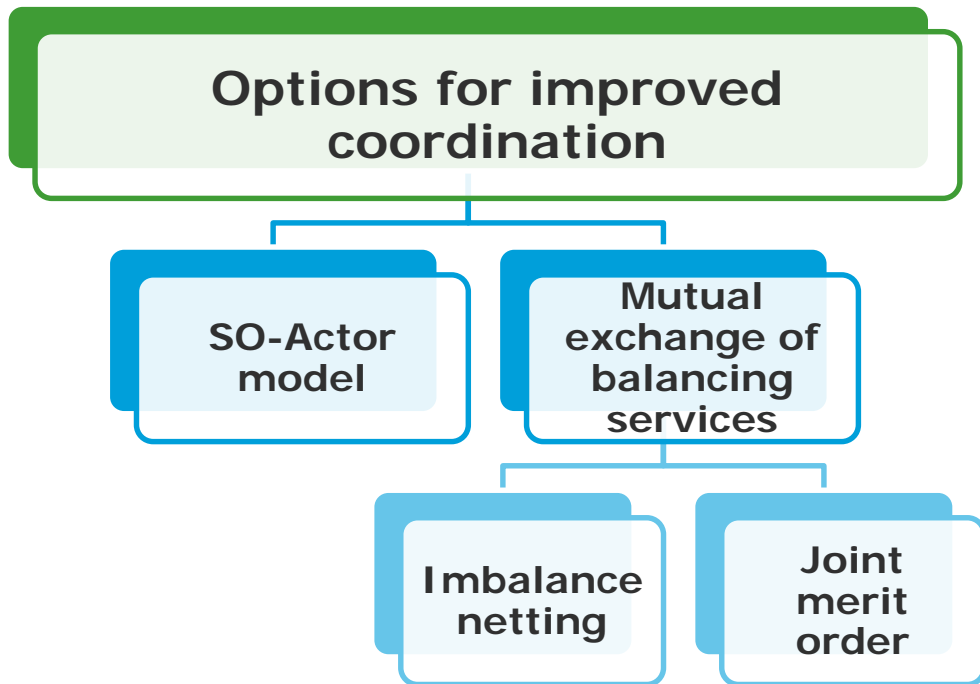 Options for improved
coordination
SO-Actor
model
Mutual
exchange of
balancing
services
Imbalance
netting
Joint
merit
order